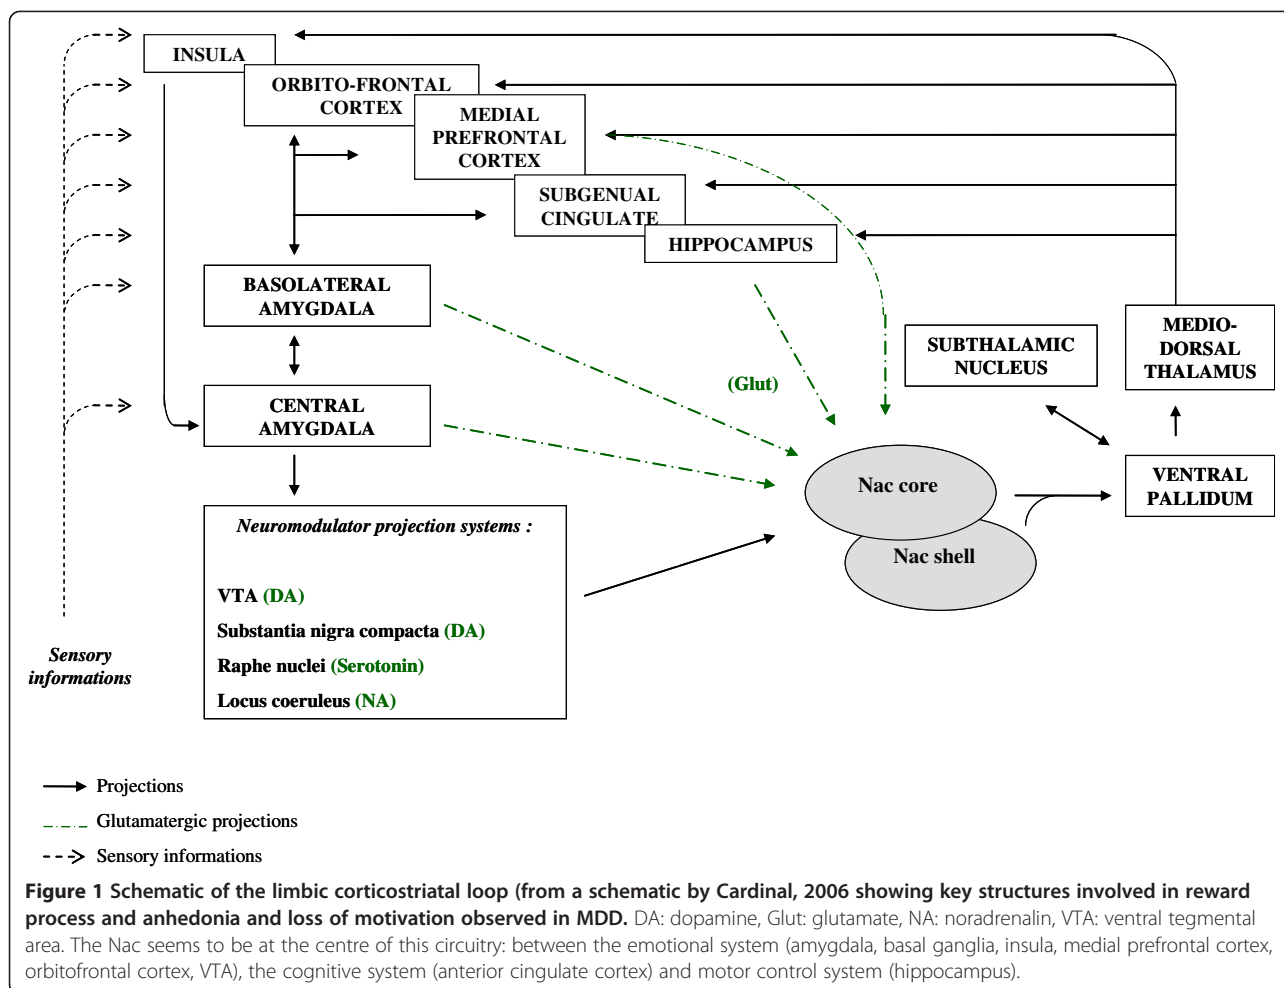 INSULA
ORBITO-FRONTAL
CORTEX
MEDIAL
PREFRONTAL
CORTEX
SUBGENUAL
CINGULATE
HIPPOCAMPUS
BASOLATERAL
AMYGDALA
CENTRAL
AMYGDALA
(Glut)
SUBTHALAMIC
NUCLEUS
MEDIO-
DORSAL
THALAMUS
VENTRAL
PALLIDUM
Nac core
Nac shell
Neuromodulator projection systems :
VTA (DA)
Substantia nigra compacta (DA)
Raphe nuclei (Serotonin)
Locus coeruleus (NA)
Sensory
informations
Projections
Glutamatergic projections
Sensory informations
Figure 1 Schematic of the limbic corticostriatal loop (from a schematic by Cardinal, 2006 showing key structures involved in reward
process and anhedonia and loss of motivation observed in MDD. DA: dopamine, Glut: glutamate, NA: noradrenalin, VTA: ventral tegmental
area. The Nac seems to be at the centre of this circuitry: between the emotional system (amygdala, basal ganglia, insula, medial prefrontal cortex,
orbitofrontal cortex, VTA), the cognitive system (anterior cingulate cortex) and motor control system (hippocampus).